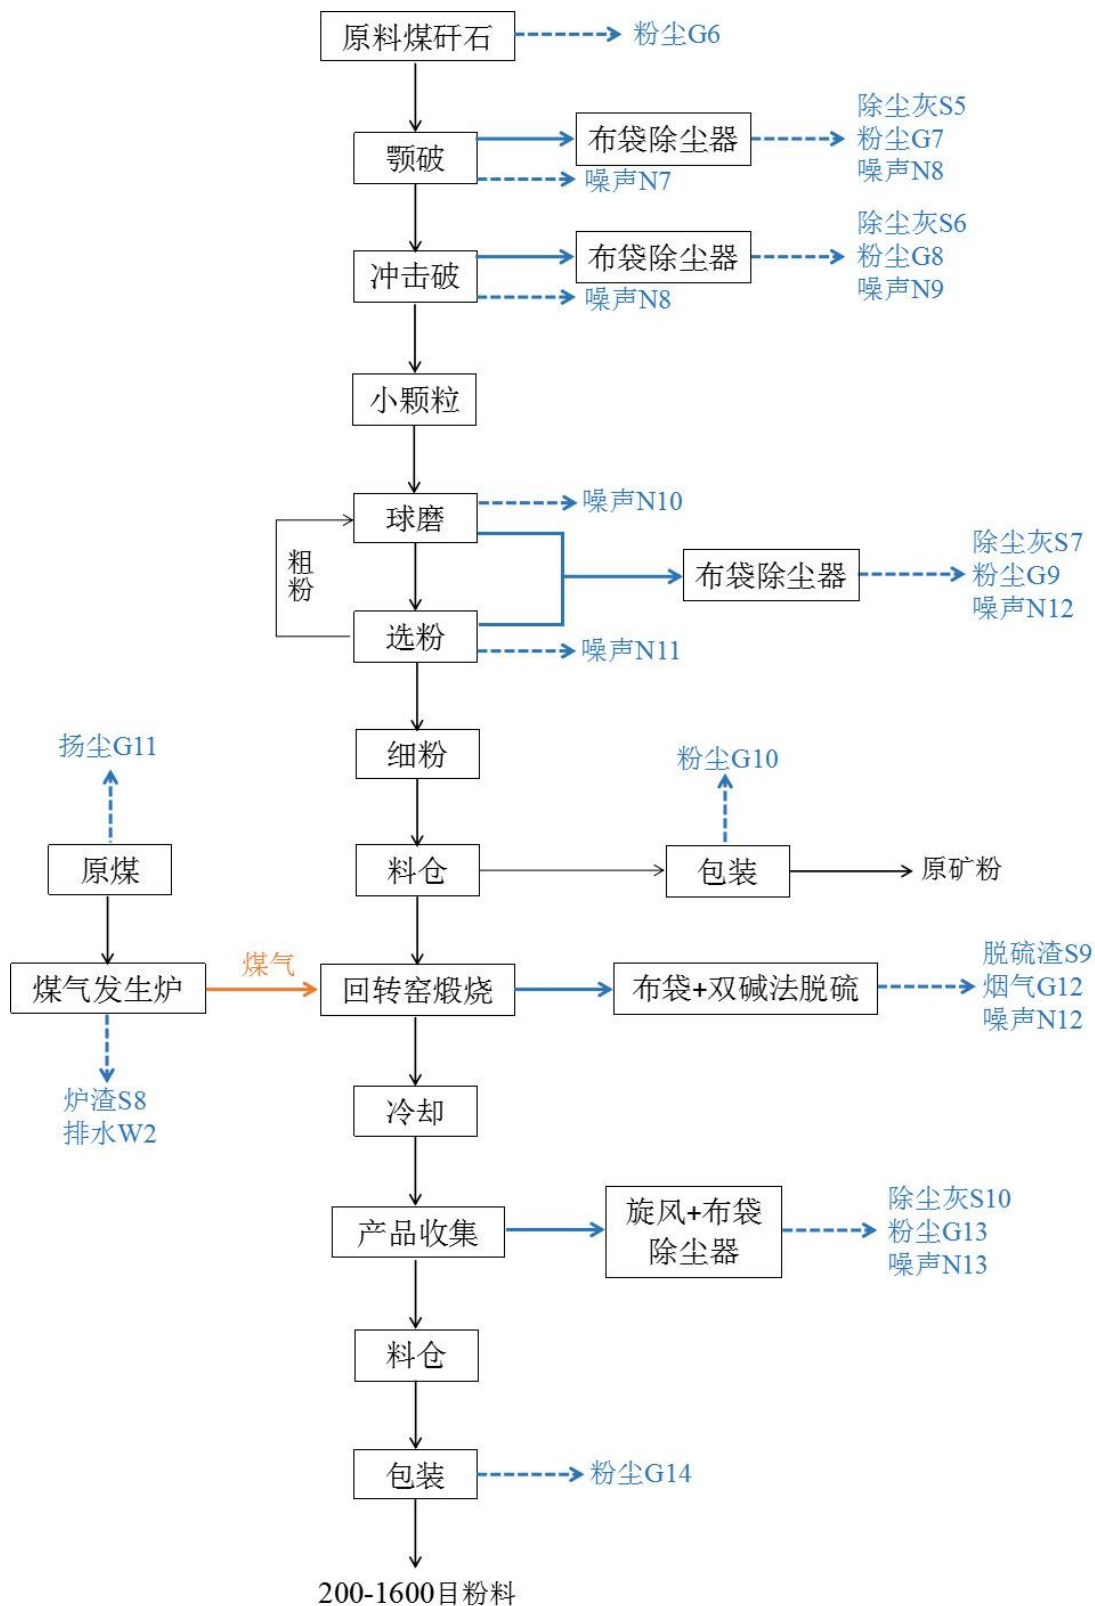 原料煤矸石
粉尘G6
颚破
布袋除尘器
除尘灰S5
粉尘G7
噪声N8
噪声N7
冲击破
布袋除尘器
除尘灰S6
粉尘G8
噪声N9
噪声N8
小颗粒
球磨
噪声N10
粗
粉
布袋除尘器
除尘灰S7
粉尘G9
噪声N12
选粉
噪声N11
细粉
扬尘G11
粉尘G10
原煤
料仓
包装
原矿粉
煤气发生炉
煤气
回转窑煅烧
布袋+双碱法脱硫
脱硫渣S9
烟气G12
噪声N12
炉渣S8
排水W2
冷却
产品收集
旋风+布袋
除尘器
除尘灰S10
粉尘G13
噪声N13
料仓
包装
粉尘G14
200-1600目粉料